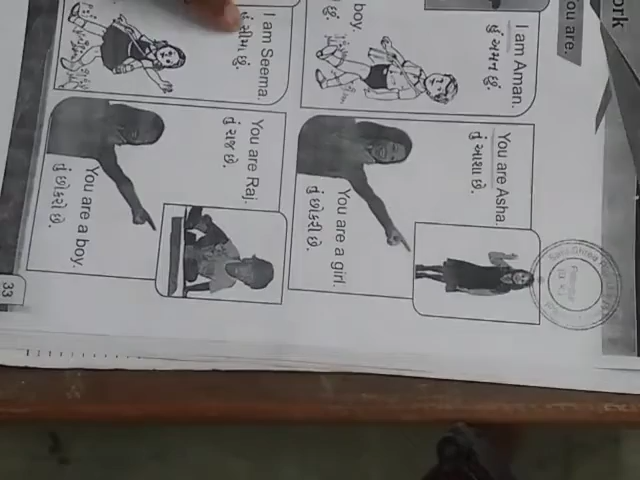 ork
You are.
I am Aman.
હું અમન છું.
boy.
છું.
You are Asha.
તું આશા છે.
You are a girl.
તું છોકરી છે.
I am Seema.
હું સીમા છું.
You are Raj.
તું રાજ છે.
You are a boy.
તું છોકરો છે.
33